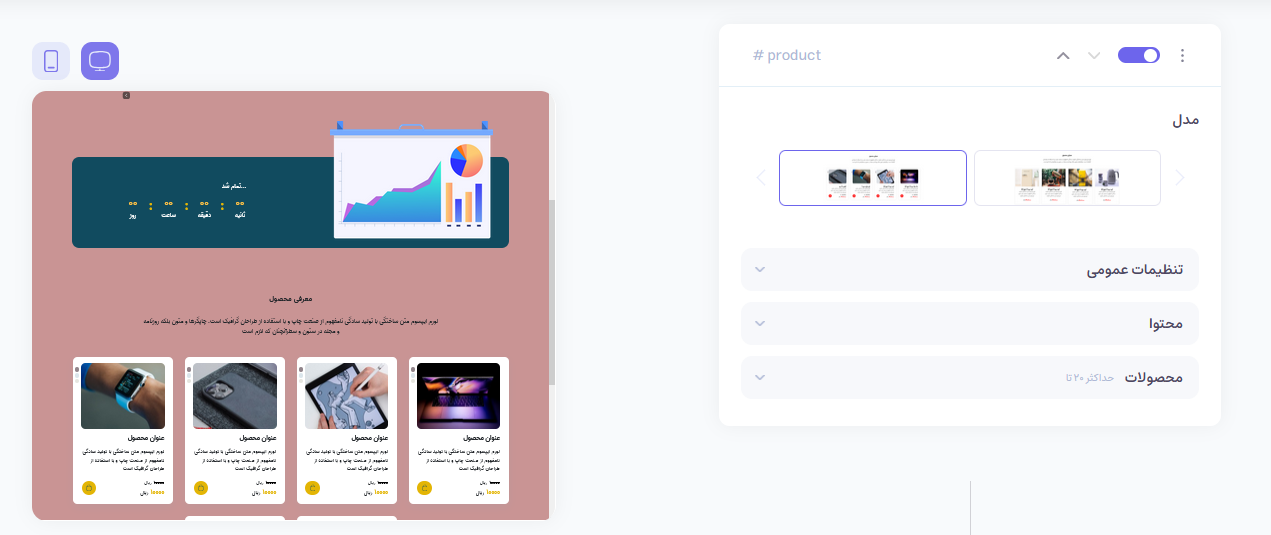 # product
مدل
تنظیمات عمومی
محتوا
محصولات حداکثر ۲۰ تا
تمام شد...
۰۰ : ۰۰ : ۰۰ : ۰۰
ثانیه دقیقه ساعت روز
معرفی محصول
لورم ایپسوم متن ساختگی با تولید سادگی نامفهوم از صنعت چاپ و با استفاده از طراحان گرافیک است. چاپگرها و متون بلکه روزنامه
و مجله در ستون و سطرآنچنان که لازم است
عنوان محصول
لورم ایپسوم متن ساختگی با تولید سادگی
نامفهوم از صنعت چاپ و با استفاده از
طراحان گرافیک است
ریال
۱۰۰۰۰ ریال
عنوان محصول
لورم ایپسوم متن ساختگی با تولید سادگی
نامفهوم از صنعت چاپ و با استفاده از
طراحان گرافیک است
ریال
۱۰۰۰۰ ریال
عنوان محصول
لورم ایپسوم متن ساختگی با تولید سادگی
نامفهوم از صنعت چاپ و با استفاده از
طراحان گرافیک است
ریال
۱۰۰۰۰ ریال
عنوان محصول
لورم ایپسوم متن ساختگی با تولید سادگی
نامفهوم از صنعت چاپ و با استفاده از
طراحان گرافیک است
ریال
۱۰۰۰۰ ریال